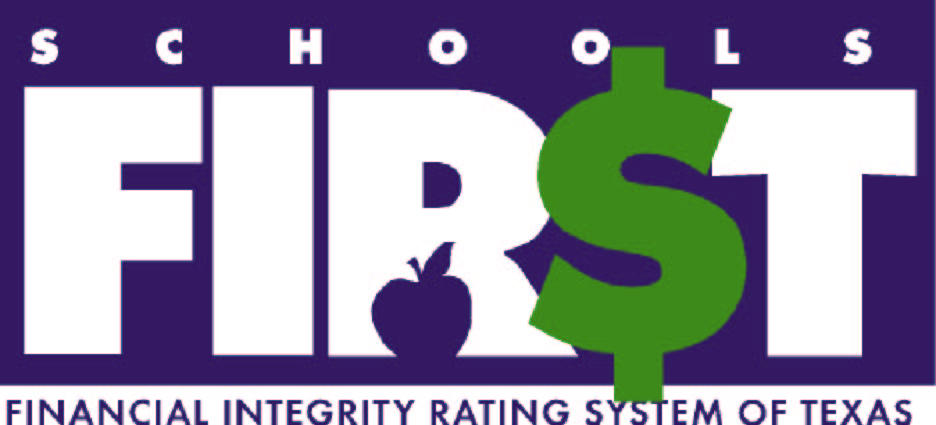 SCHOOLS
FIR$T
FINANCIAL INTEGRITY RATING SYSTEM OF TEXAS